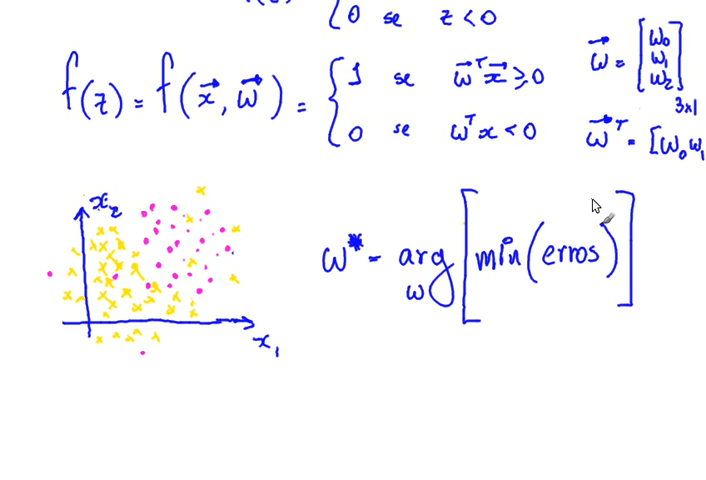 0 se z < 0
f(z) = f(x⃗, w⃗) = { 1 se w⃗ᵀx⃗ ≥ 0
0 se wᵀx < 0
w⃗ = [w₀ w₁ w₂] 3x1
w⃗ᵀ = [w₀ w₁
x₂
x₁
w* = arg w [min(erros)]